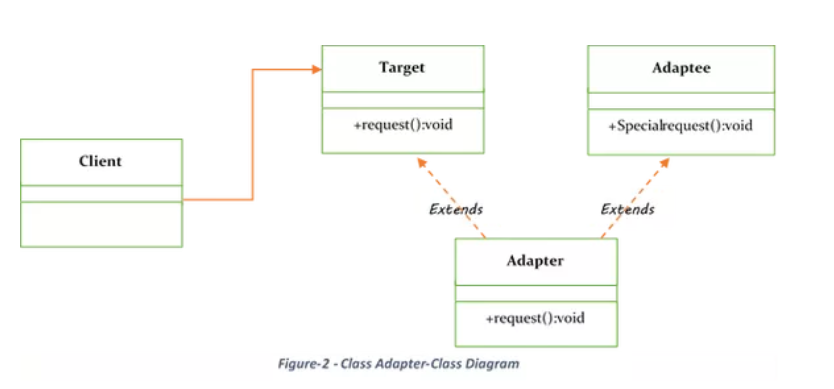 Target
Adaptee
+request():void
+Specialrequest():void
Client
Extends
Extends
Adapter
+request():void
Figure-2 - Class Adapter-Class Diagram